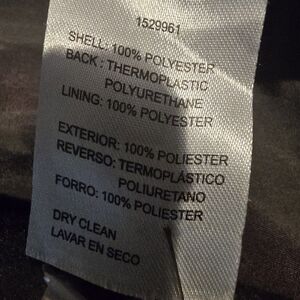 1529961
SHELL: 100% POLYESTER
BACK : THERMOPLASTIC
POLYURETHANE
LINING: 100% POLYESTER
EXTERIOR: 100% POLIESTER
REVERSO: TERMOPLÁSTICO
POLIURETANO
FORRO: 100% POLIESTER
DRY CLEAN
LAVAR EN SECO